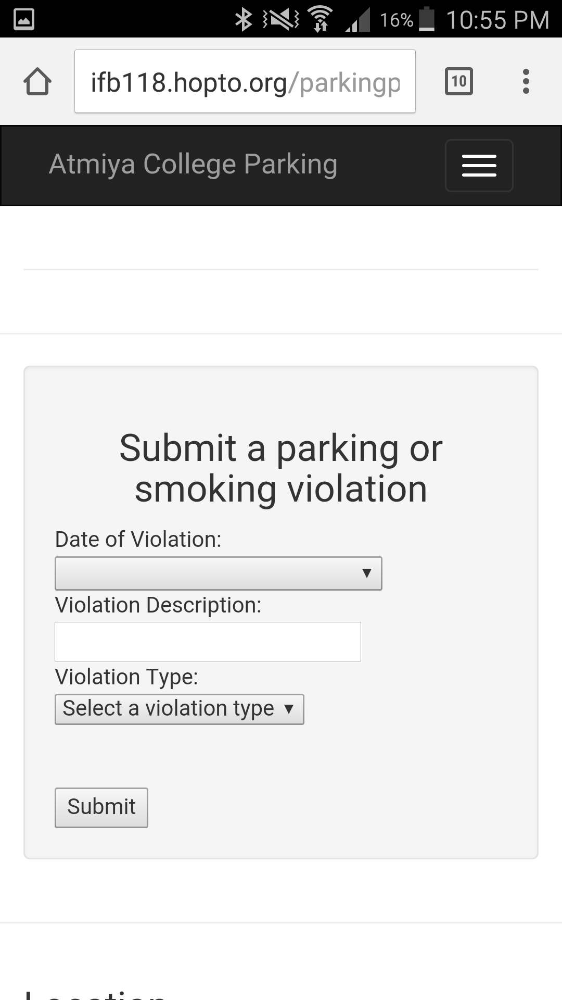 16% 10:55 PM
ifb118.hopto.org/parkingp
10
Atmiya College Parking
Submit a parking or
smoking violation
Date of Violation:
Violation Description:
Violation Type:
Select a violation type
Submit
Location